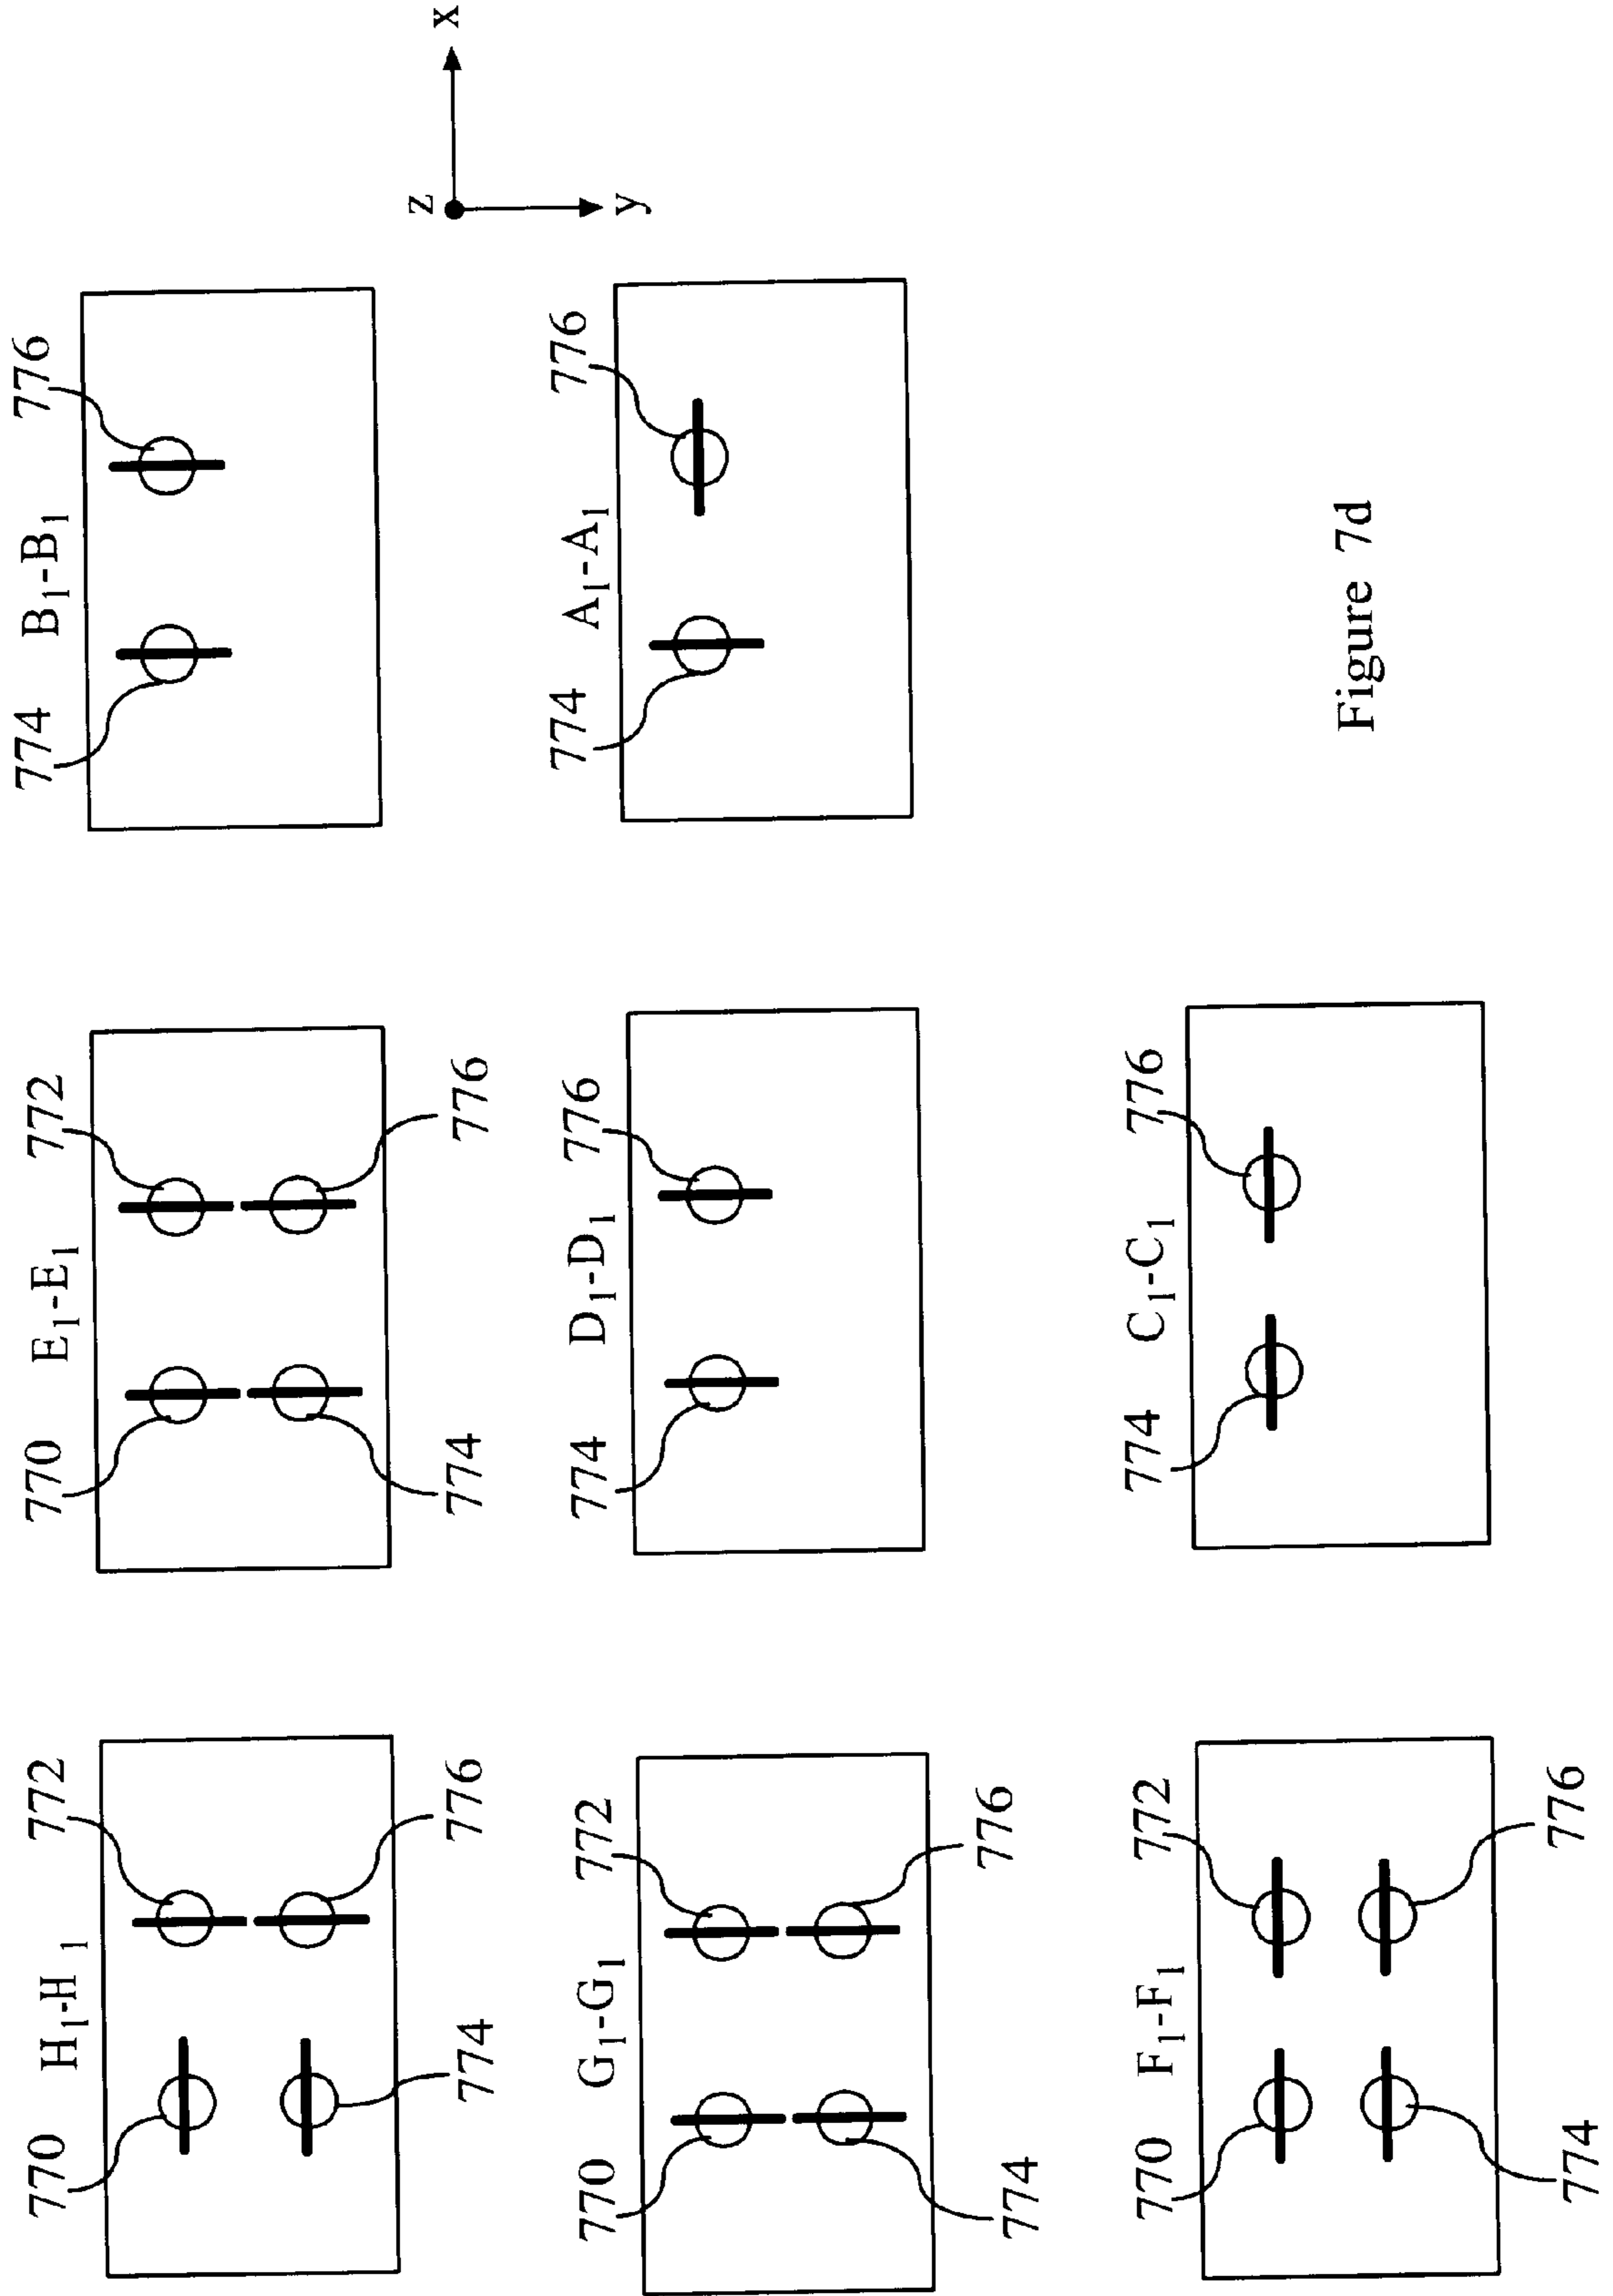 770 H₁-H ₁ 772
774 776
770 E₁-E₁ 772
774 776
774 B₁-B₁ 776
z
x
y
770 G₁-G₁ 772
774 776
774 D₁-D₁ 776
774 A₁-A₁ 776
770 F₁-F₁ 772
774 776
774 C₁-C₁ 776
Figure 7d